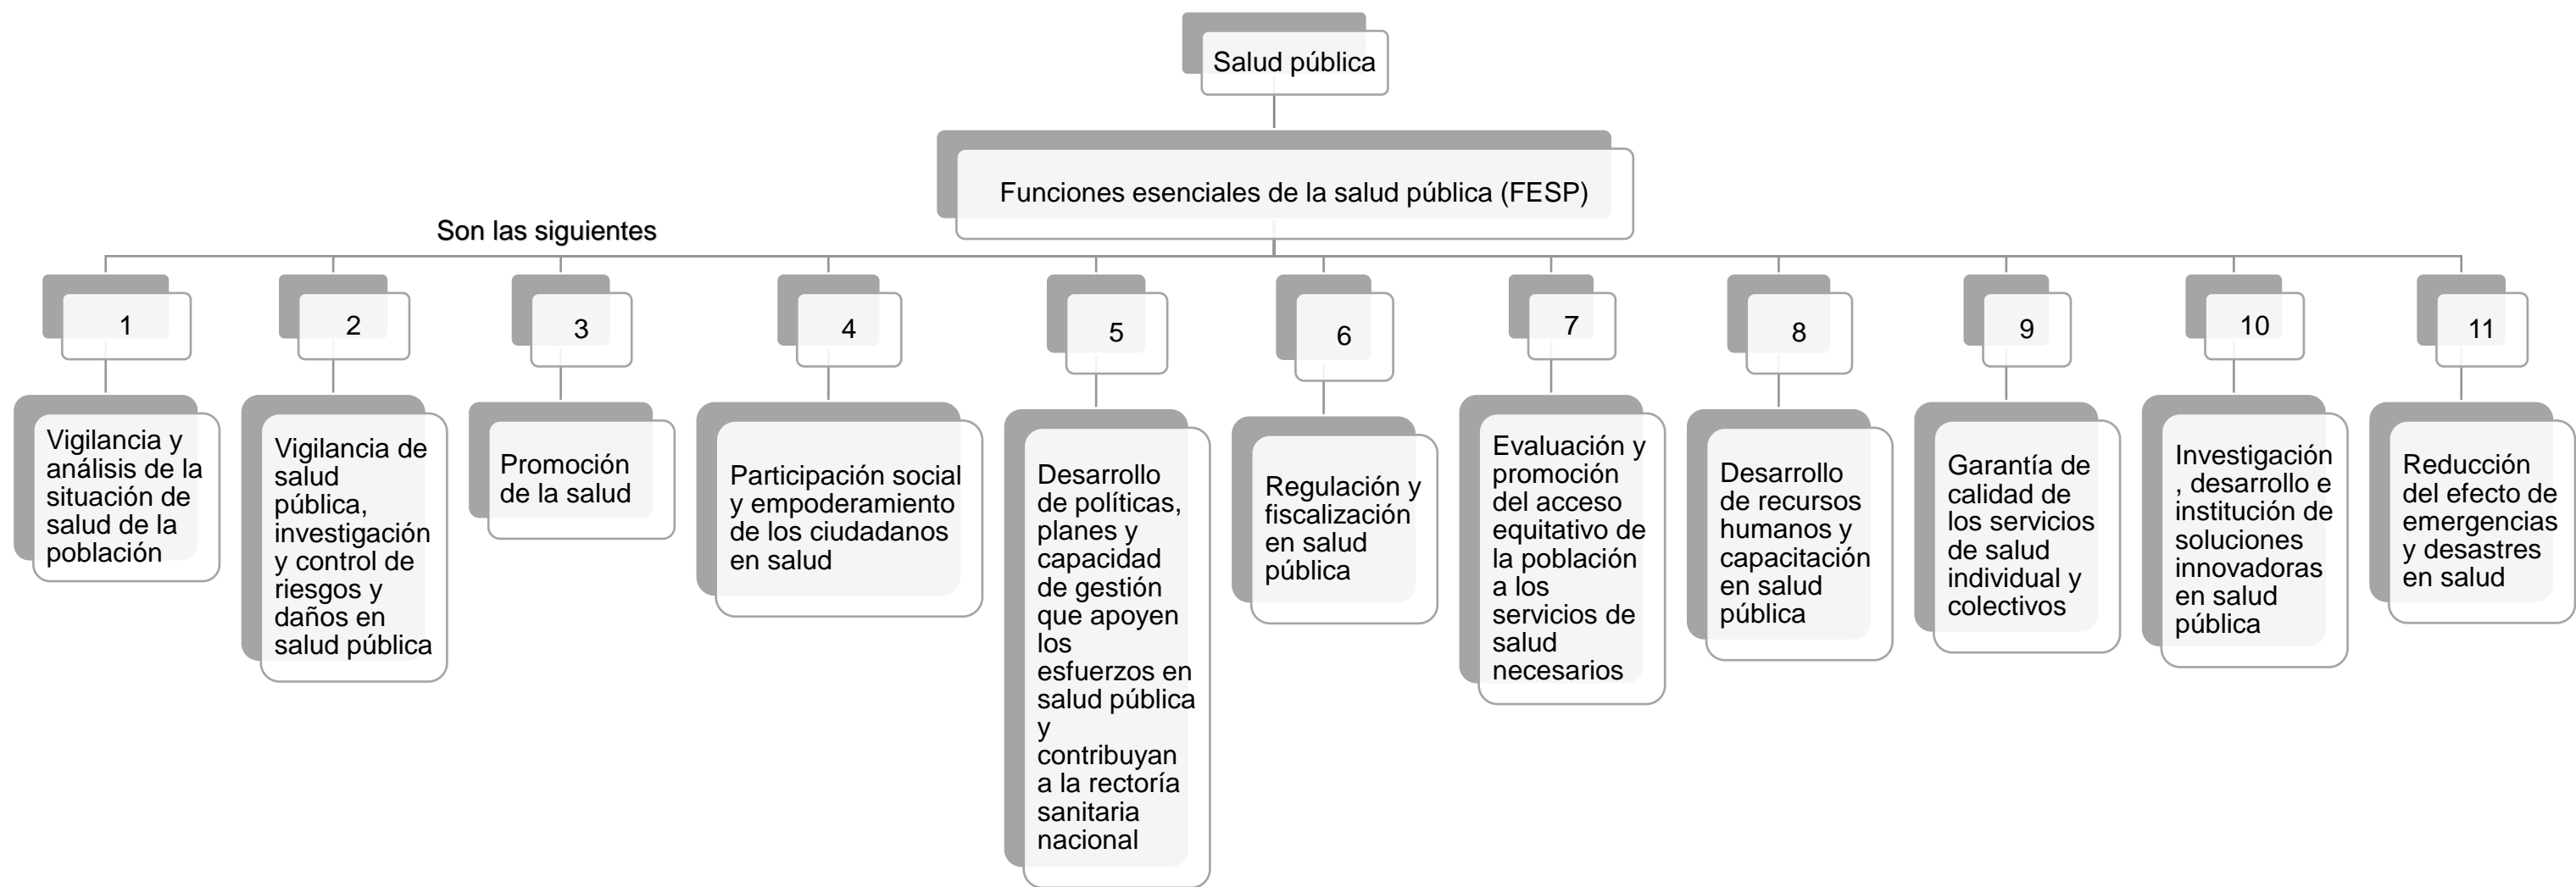 Salud pública
Funciones esenciales de la salud pública (FESP)
Son las siguientes
1
Vigilancia y
análisis de la
situación de
salud de la
población
2
Vigilancia de
salud
pública,
investigación
y control de
riesgos y
daños en
salud pública
3
Promoción
de la salud
4
Participación social
y empoderamiento
de los ciudadanos
en salud
5
Desarrollo
de políticas,
planes y
capacidad
de gestión
que apoyen
los
esfuerzos en
salud pública
y
contribuyan
a la rectoría
sanitaria
nacional
6
Regulación y
fiscalización
en salud
pública
7
Evaluación y
promoción
del acceso
equitativo de
la población
a los
servicios de
salud
necesarios
8
Desarrollo
de recursos
humanos y
capacitación
en salud
pública
9
Garantía de
calidad de
los servicios
de salud
individual y
colectivos
10
Investigación
, desarrollo e
institución de
soluciones
innovadoras
en salud
pública
11
Reducción
del efecto de
emergencias
y desastres
en salud